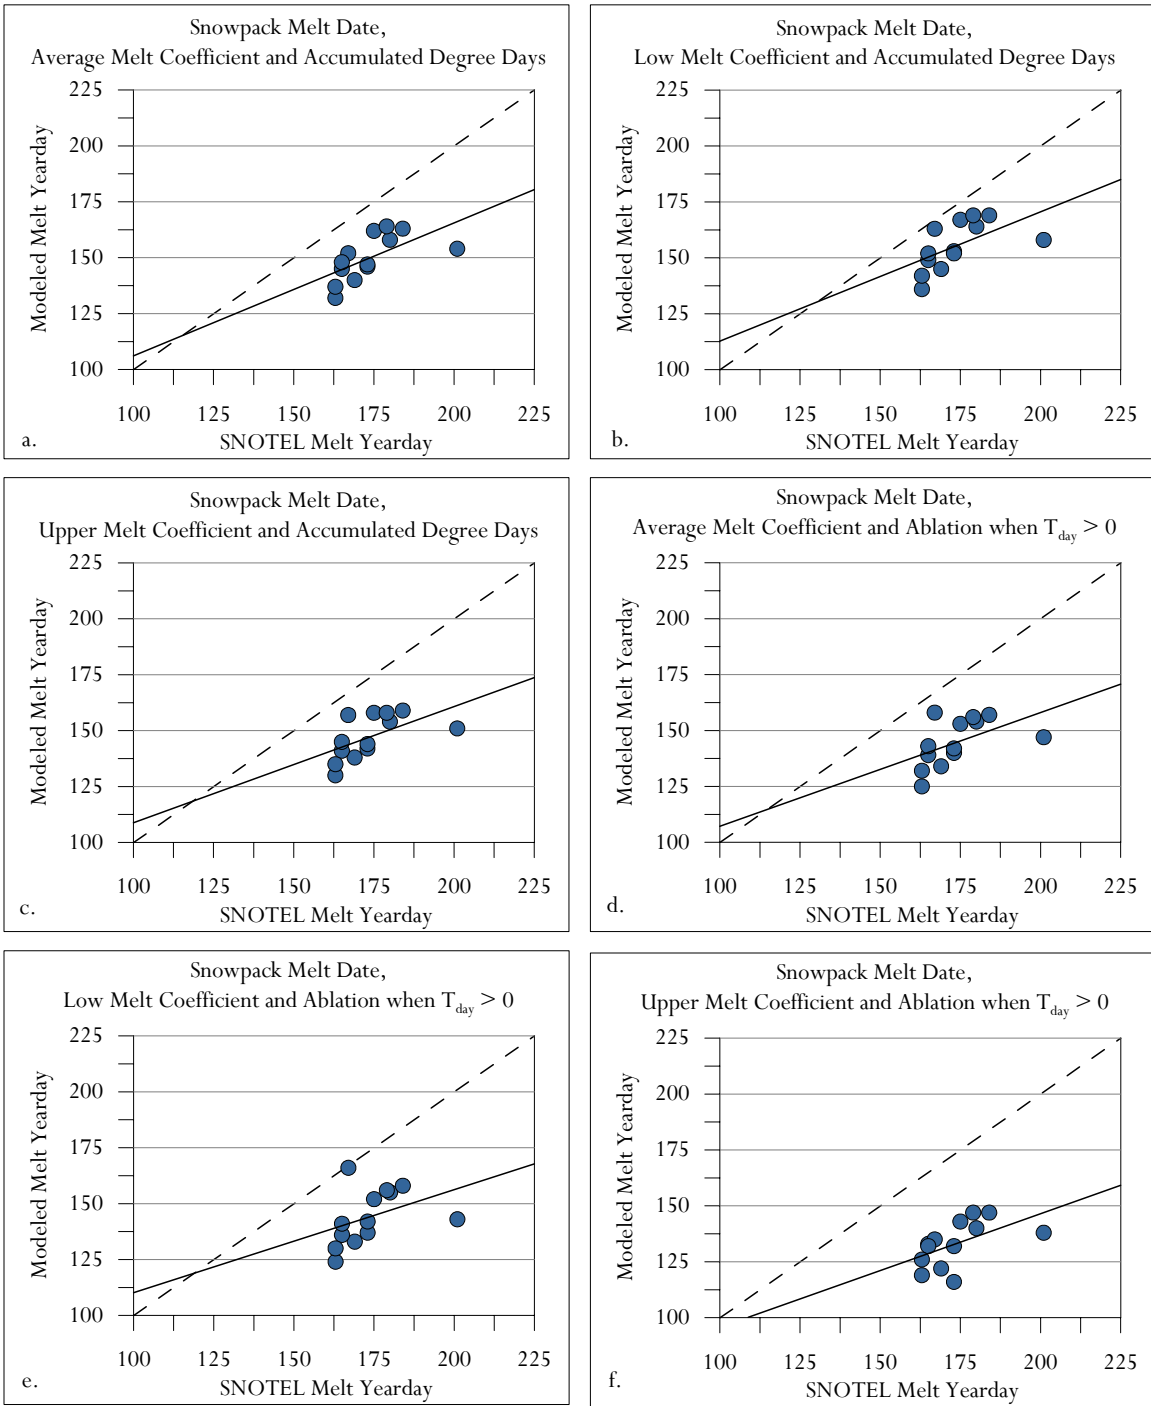 Snowpack Melt Date,
Average Melt Coefficient and Accumulated Degree Days
225
200
175
150
125
100
Modeled Melt Yearday
100 125 150 175 200 225
SNOTEL Melt Yearday
a.
Snowpack Melt Date,
Low Melt Coefficient and Accumulated Degree Days
225
200
175
150
125
100
Modeled Melt Yearday
100 125 150 175 200 225
SNOTEL Melt Yearday
b.
Snowpack Melt Date,
Upper Melt Coefficient and Accumulated Degree Days
225
200
175
150
125
100
Modeled Melt Yearday
100 125 150 175 200 225
SNOTEL Melt Yearday
c.
Snowpack Melt Date,
Average Melt Coefficient and Ablation when Tday > 0
225
200
175
150
125
100
Modeled Melt Yearday
100 125 150 175 200 225
SNOTEL Melt Yearday
d.
Snowpack Melt Date,
Low Melt Coefficient and Ablation when Tday > 0
225
200
175
150
125
100
Modeled Melt Yearday
100 125 150 175 200 225
SNOTEL Melt Yearday
e.
Snowpack Melt Date,
Upper Melt Coefficient and Ablation when Tday > 0
225
200
175
150
125
100
Modeled Melt Yearday
100 125 150 175 200 225
SNOTEL Melt Yearday
f.